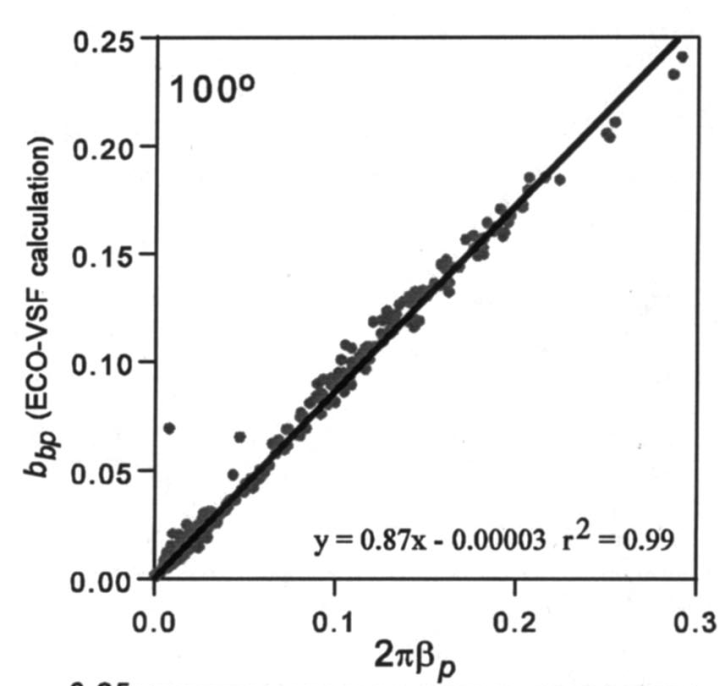 0.25
100º
0.20
0.15
0.10
0.05
0.00
b_bp (ECO-VSF calculation)
y = 0.87x - 0.00003 r² = 0.99
0.0 0.1 0.2 0.3
2πβ_p